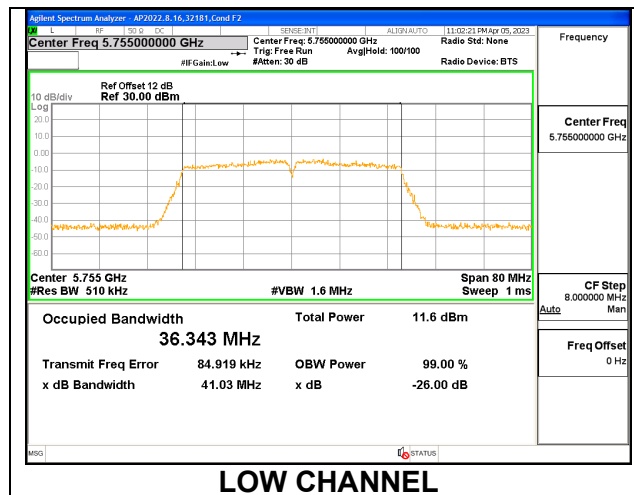 Agilent Spectrum Analyzer - AP2022.8.16,32181,Cond F2
L RF 50 Ω DC SENSE:INT ALIGNAUTO 11:02:21 PM Apr 05, 2023
Center Freq 5.755000000 GHz
Center Freq: 5.755000000 GHz Radio Std: None
Trig: Free Run Avg|Hold: 100/100
#IFGain:Low #Atten: 30 dB Radio Device: BTS
Frequency
Ref Offset 12 dB
10 dB/div Ref 30.00 dBm
Log
20.0
10.0
0.00
-10.0
-20.0
-30.0
-40.0
-50.0
-60.0
Center 5.755 GHz Span 80 MHz
#Res BW 510 kHz #VBW 1.6 MHz Sweep 1 ms
Center Freq
5.755000000 GHz
CF Step
8.000000 MHz
Auto Man
Freq Offset
0 Hz
Occupied Bandwidth Total Power 11.6 dBm
36.343 MHz
Transmit Freq Error 84.919 kHz OBW Power 99.00 %
x dB Bandwidth 41.03 MHz x dB -26.00 dB
MSG STATUS
LOW CHANNEL